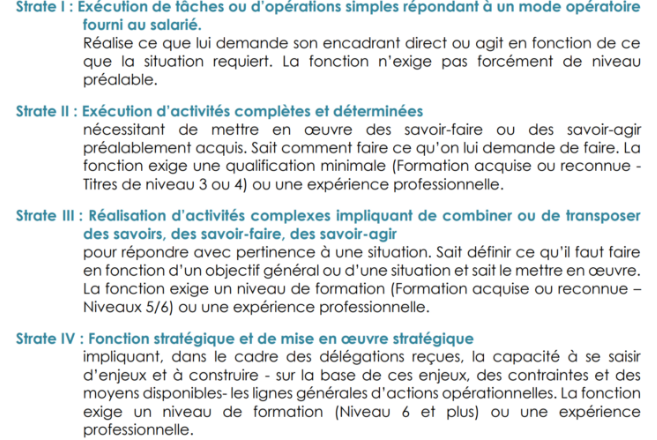 Strate I : Exécution de tâches ou d'opérations simples répondant à un mode opératoire
fourni au salarié.
Réalise ce que lui demande son encadrant direct ou agit en fonction de ce
que la situation requiert. La fonction n'exige pas forcément de niveau
préalable.
Strate II : Exécution d'activités complètes et déterminées
nécessitant de mettre en œuvre des savoir-faire ou des savoir-agir
préalablement acquis. Sait comment faire ce qu'on lui demande de faire. La
fonction exige une qualification minimale (Formation acquise ou reconnue -
Titres de niveau 3 ou 4) ou une expérience professionnelle.
Strate III : Réalisation d'activités complexes impliquant de combiner ou de transposer
des savoirs, des savoir-faire, des savoir-agir
pour répondre avec pertinence à une situation. Sait définir ce qu'il faut faire
en fonction d'un objectif général ou d'une situation et sait le mettre en œuvre.
La fonction exige un niveau de formation (Formation acquise ou reconnue –
Niveaux 5/6) ou une expérience professionnelle.
Strate IV : Fonction stratégique et de mise en œuvre stratégique
impliquant, dans le cadre des délégations reçues, la capacité à se saisir
d'enjeux et à construire - sur la base de ces enjeux, des contraintes et des
moyens disponibles- les lignes générales d'actions opérationnelles. La fonction
exige un niveau de formation (Niveau 6 et plus) ou une expérience
professionnelle.